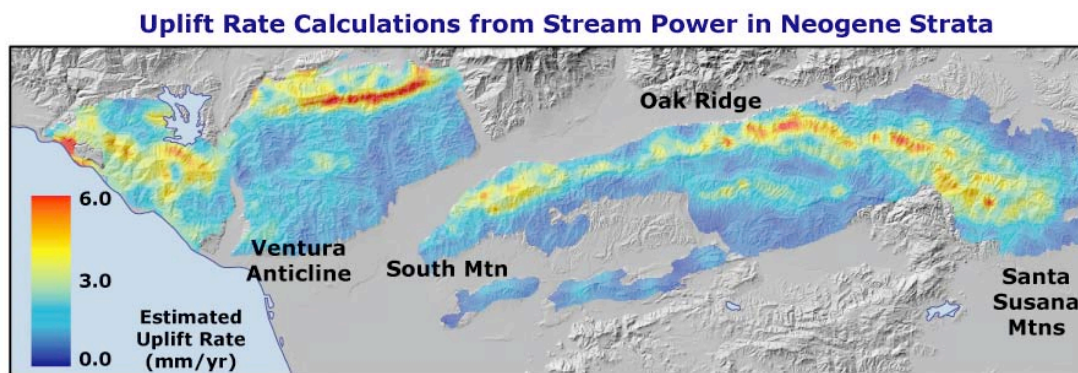 Uplift Rate Calculations from Stream Power in Neogene Strata
Oak Ridge
6.0
3.0
0.0
Estimated
Uplift Rate
(mm/yr)
Ventura
Anticline
South Mtn
Santa
Susana
Mtns